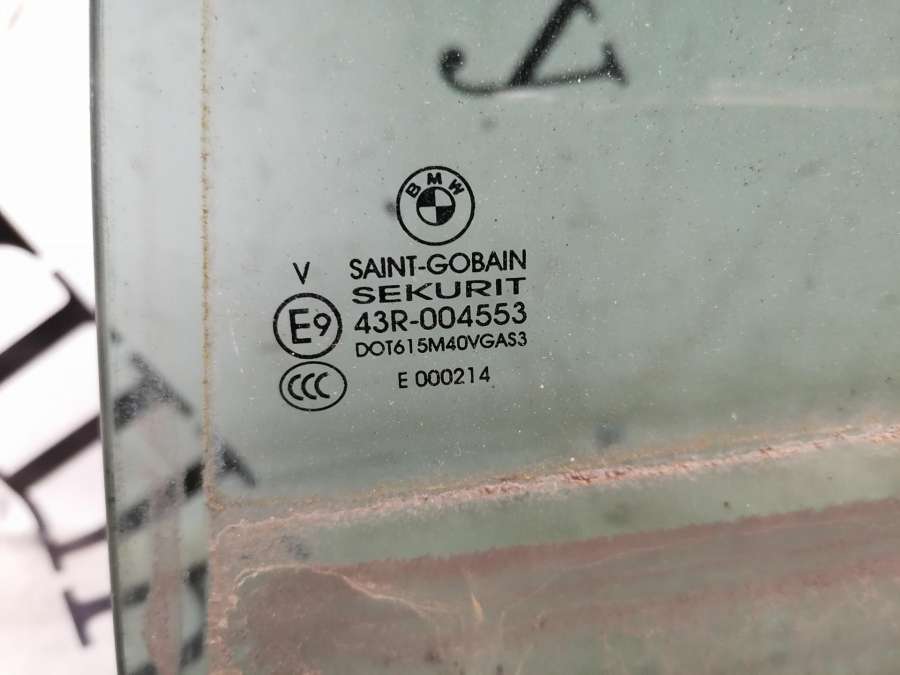 BMW
V
SAINT-GOBAIN
SEKURIT
E9
43R-004553
DOT615M40VGAS3
CCC
E 000214